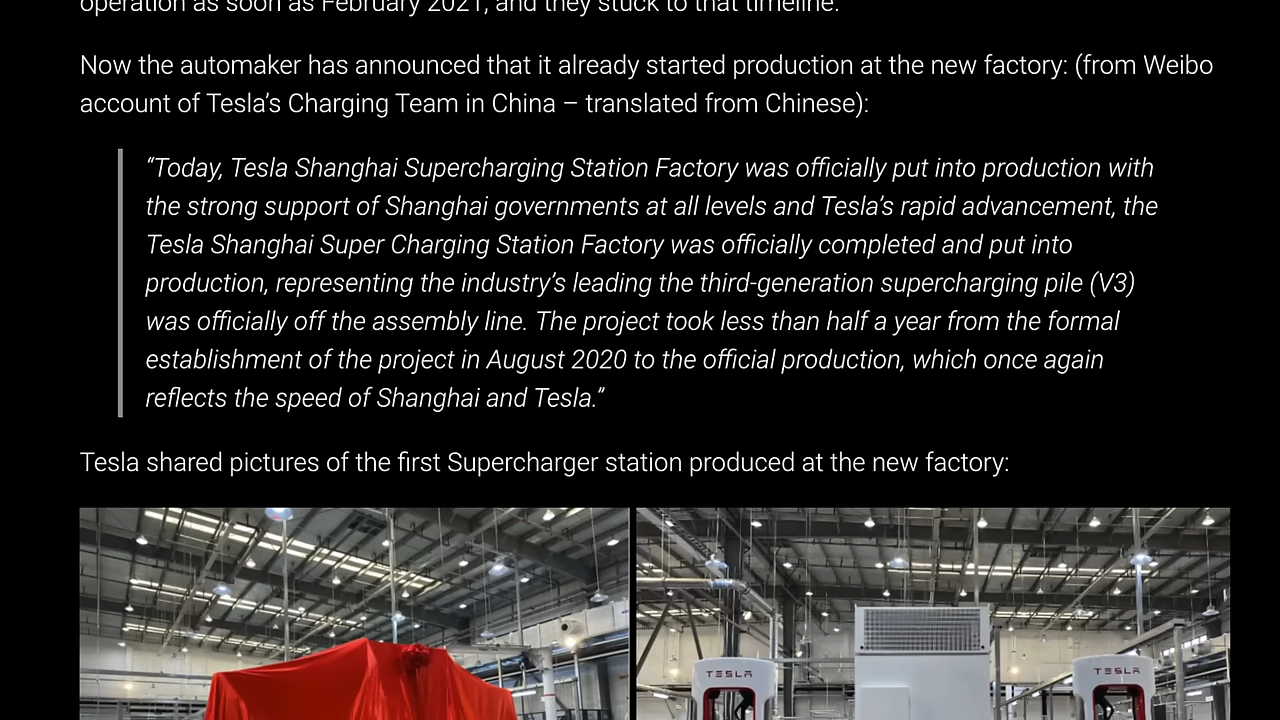 operation as soon as February 2021, and they stuck to that timeline.
Now the automaker has announced that it already started production at the new factory: (from Weibo
account of Tesla’s Charging Team in China – translated from Chinese):
“Today, Tesla Shanghai Supercharging Station Factory was officially put into production with
the strong support of Shanghai governments at all levels and Tesla’s rapid advancement, the
Tesla Shanghai Super Charging Station Factory was officially completed and put into
production, representing the industry’s leading the third-generation supercharging pile (V3)
was officially off the assembly line. The project took less than half a year from the formal
establishment of the project in August 2020 to the official production, which once again
reflects the speed of Shanghai and Tesla.”
Tesla shared pictures of the first Supercharger station produced at the new factory:
TESLA
TESLA